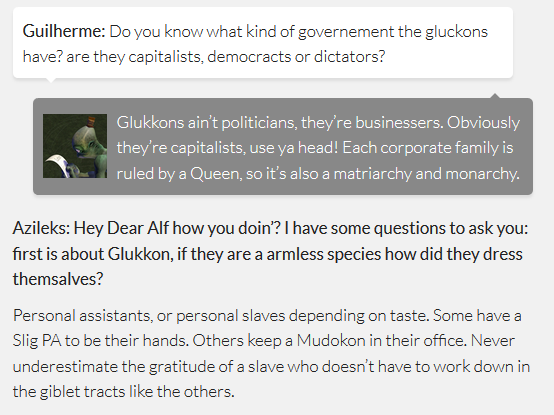 Guilherme: Do you know what kind of governement the gluckons
have? are they capitalists, democracts or dictators?
Glukkons ain’t politicians, they’re businessers. Obviously
they’re capitalists, use ya head! Each corporate family is
ruled by a Queen, so it’s also a matriarchy and monarchy.
Azileks: Hey Dear Alf how you doin’? I have some questions to ask you:
first is about Glukkon, if they are a armless species how did they dress
themsalves?
Personal assistants, or personal slaves depending on taste. Some have a
Slig PA to be their hands. Others keep a Mudokon in their office. Never
underestimate the gratitude of a slave who doesn’t have to work down in
the giblet tracts like the others.